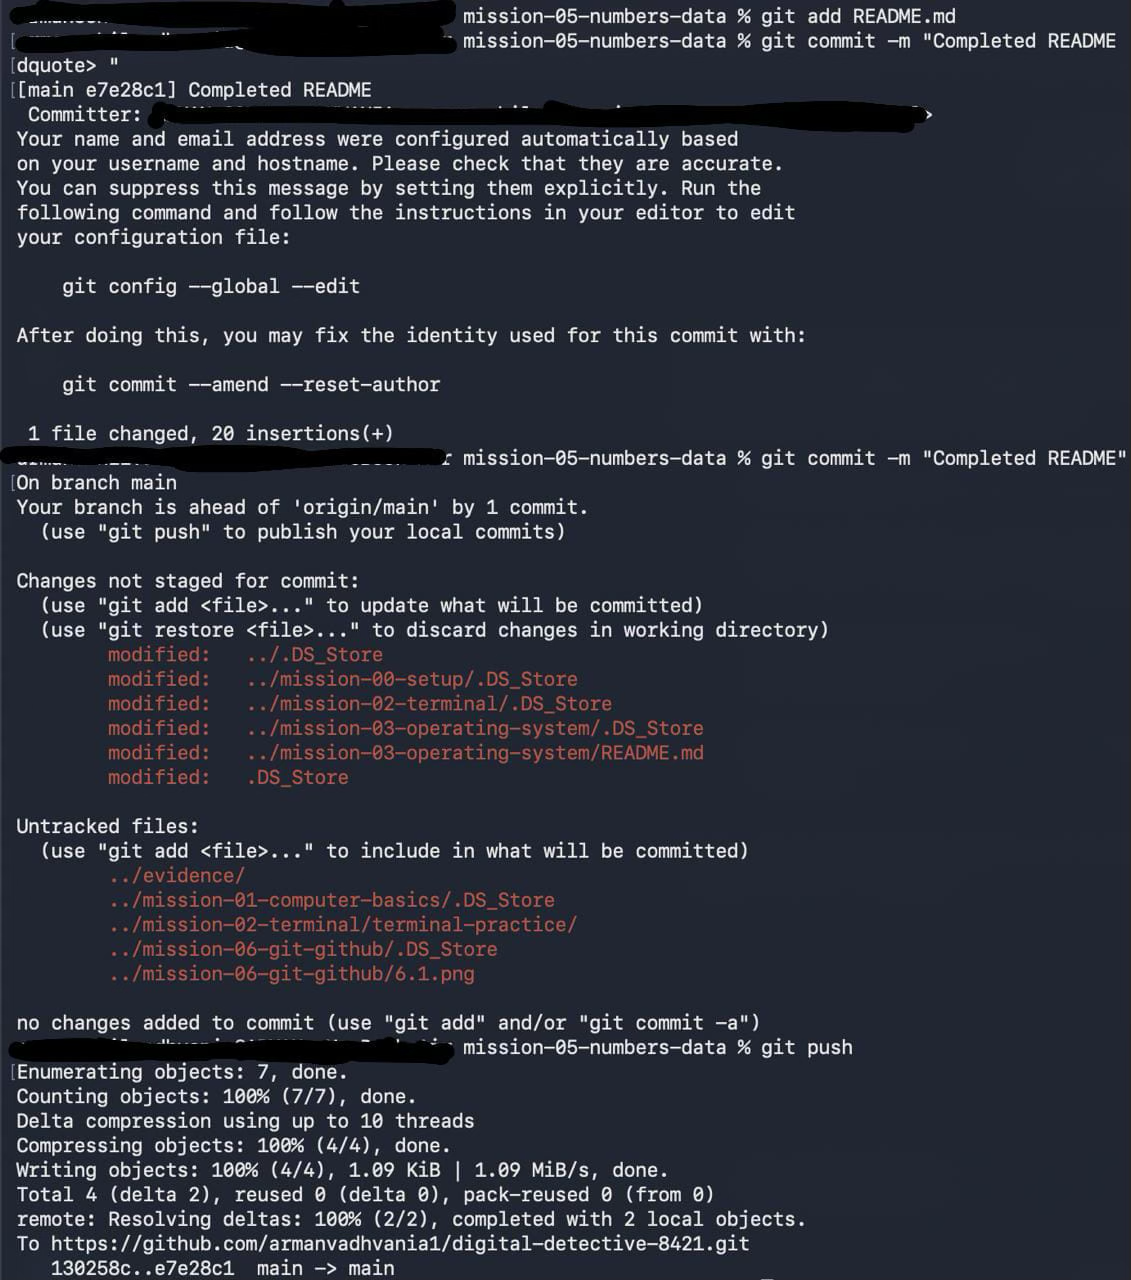 mission-05-numbers-data % git add README.md
[ mission-05-numbers-data % git commit -m "Completed README
[dquote> "
[[main e7e28c1] Completed README
Committer: >
Your name and email address were configured automatically based
on your username and hostname. Please check that they are accurate.
You can suppress this message by setting them explicitly. Run the
following command and follow the instructions in your editor to edit
your configuration file:
git config --global --edit
After doing this, you may fix the identity used for this commit with:
git commit --amend --reset-author
1 file changed, 20 insertions(+)
mission-05-numbers-data % git commit -m "Completed README"
[On branch main
Your branch is ahead of 'origin/main' by 1 commit.
(use "git push" to publish your local commits)
Changes not staged for commit:
(use "git add <file>..." to update what will be committed)
(use "git restore <file>..." to discard changes in working directory)
modified:   ../.DS_Store
modified:   ../mission-00-setup/.DS_Store
modified:   ../mission-02-terminal/.DS_Store
modified:   ../mission-03-operating-system/.DS_Store
modified:   ../mission-03-operating-system/README.md
modified:   .DS_Store
Untracked files:
(use "git add <file>..." to include in what will be committed)
../evidence/
../mission-01-computer-basics/.DS_Store
../mission-02-terminal/terminal-practice/
../mission-06-git-github/.DS_Store
../mission-06-git-github/6.1.png
no changes added to commit (use "git add" and/or "git commit -a")
mission-05-numbers-data % git push
[Enumerating objects: 7, done.
Counting objects: 100% (7/7), done.
Delta compression using up to 10 threads
Compressing objects: 100% (4/4), done.
Writing objects: 100% (4/4), 1.09 KiB | 1.09 MiB/s, done.
Total 4 (delta 2), reused 0 (delta 0), pack-reused 0 (from 0)
remote: Resolving deltas: 100% (2/2), completed with 2 local objects.
To https://github.com/armanvadhvania1/digital-detective-8421.git
130258c..e7e28c1  main -> main